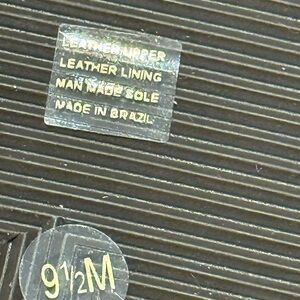 LEATHER UPPER
LEATHER LINING
MAN MADE SOLE
MADE IN BRAZIL
9½M